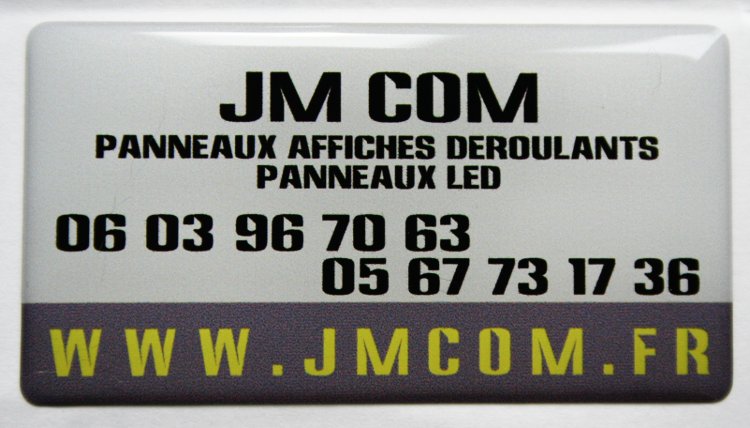 JM COM
PANNEAUX AFFICHES DEROULANTS
PANNEAUX LED
06 03 96 70 63
05 67 73 17 36
WWW.JMCOM.FR